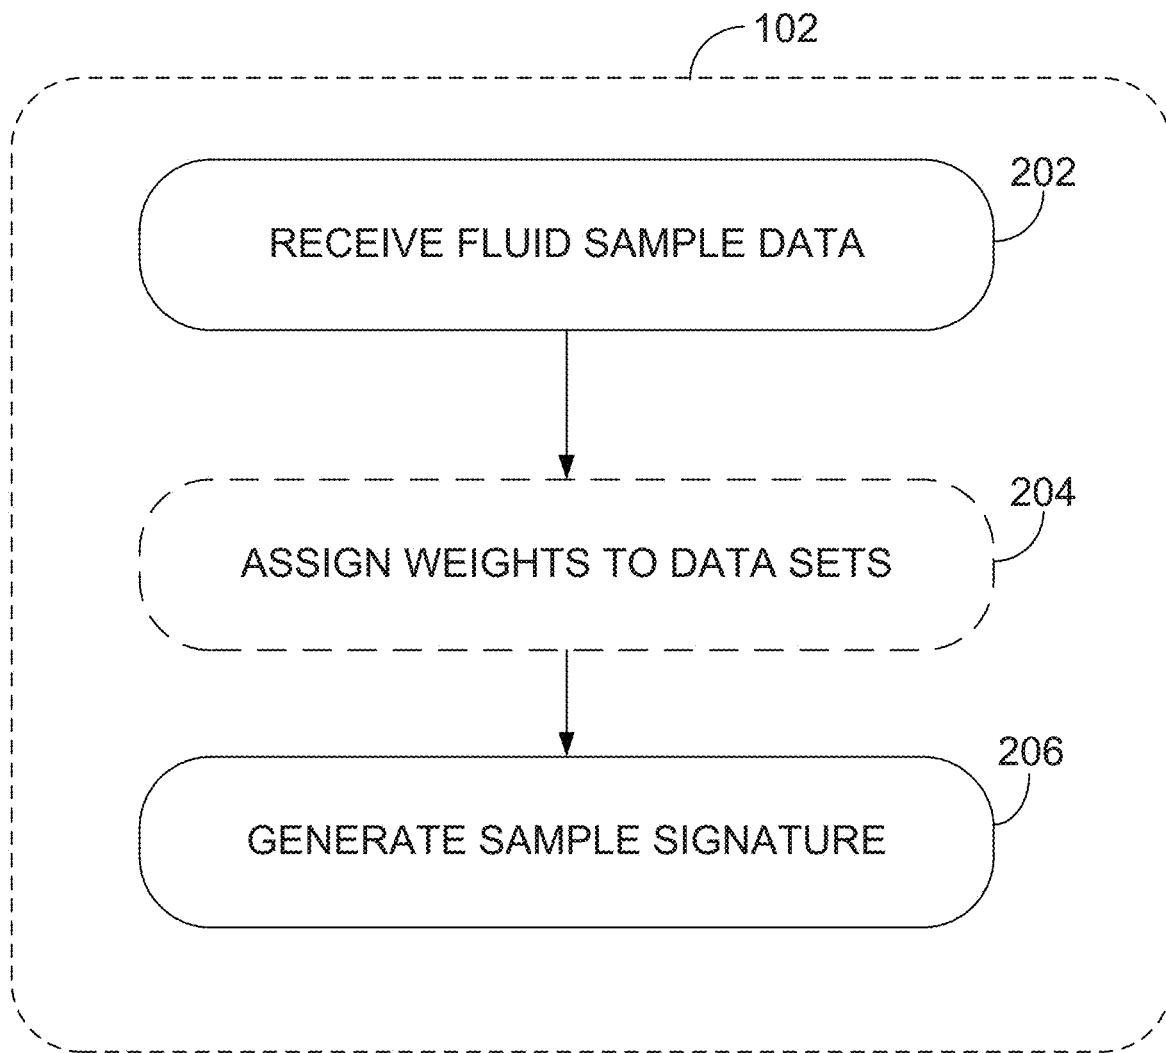 102
202
RECEIVE FLUID SAMPLE DATA
204
ASSIGN WEIGHTS TO DATA SETS
206
GENERATE SAMPLE SIGNATURE